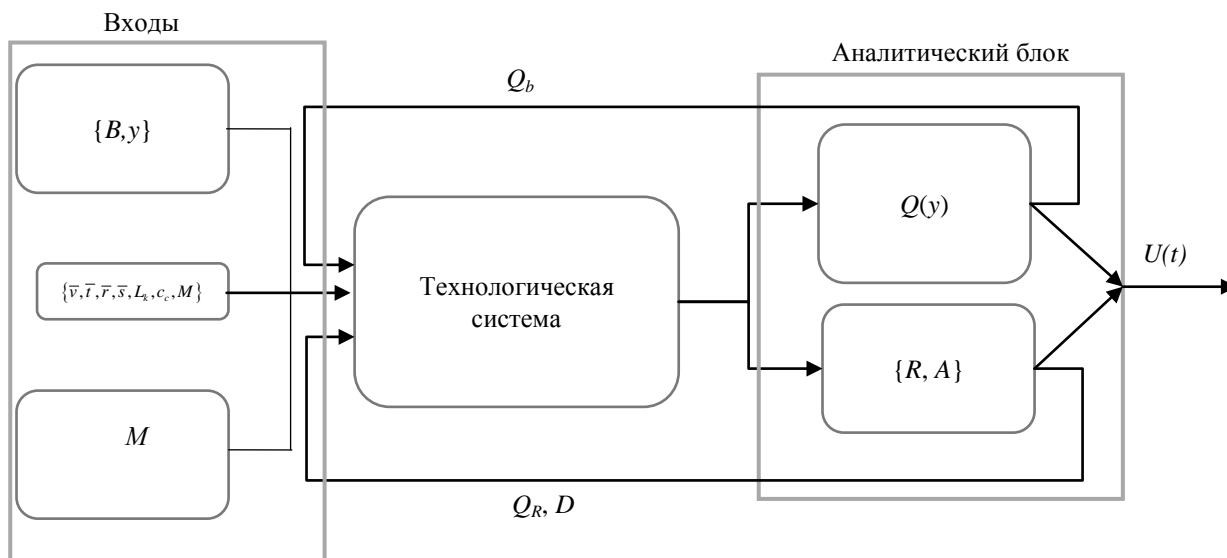 Входы
Аналитический блок
Q_b
{B,y}
Q(y)
U(t)
{v̅,t̅,r̅,s̅,L_k,c_c,M}
Технологическая
система
{R, A}
M
Q_R, D